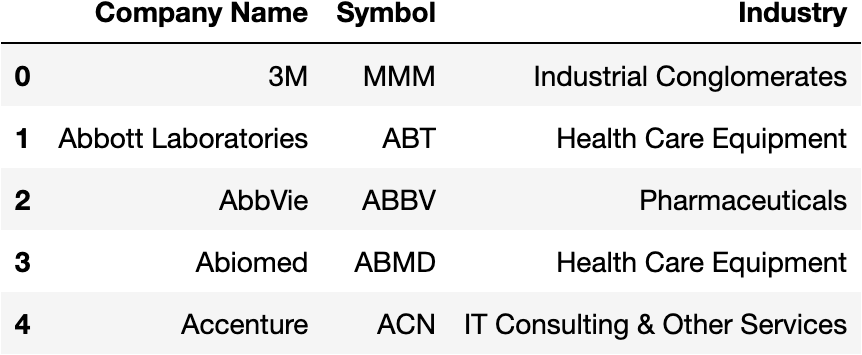 Company Name Symbol Industry
0 3M MMM Industrial Conglomerates
1 Abbott Laboratories ABT Health Care Equipment
2 AbbVie ABBV Pharmaceuticals
3 Abiomed ABMD Health Care Equipment
4 Accenture ACN IT Consulting & Other Services